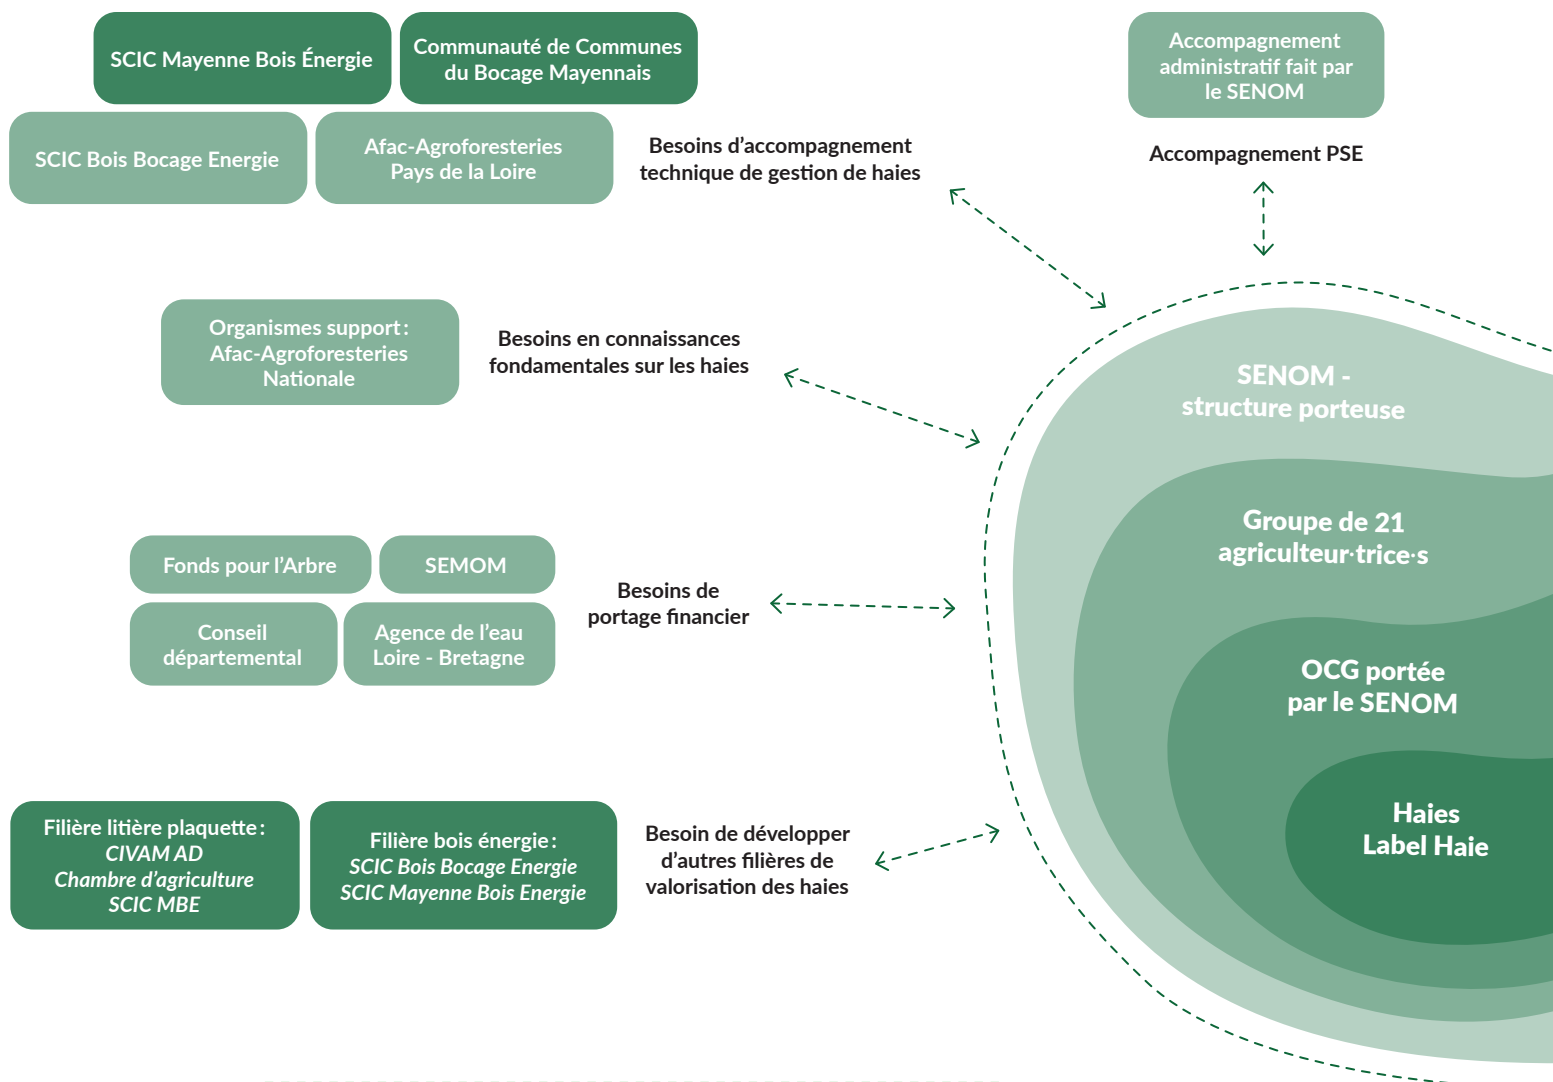 SCIC Mayenne Bois Énergie
Communauté de Communes
du Bocage Mayennais
SCIC Bois Bocage Energie
Afac-Agroforesteries
Pays de la Loire
Besoins d’accompagnement
technique de gestion de haies
Accompagnement
administratif fait par
le SENOM
Accompagnement PSE
Organismes support :
Afac-Agroforesteries
Nationale
Besoins en connaissances
fondamentales sur les haies
SENOM -
structure porteuse
Groupe de 21
agriculteur·trice·s
Fonds pour l’Arbre
SEMOM
Conseil
départemental
Agence de l’eau
Loire - Bretagne
Besoins de
portage financier
OCG portée
par le SENOM
Haies
Label Haie
Filière litière plaquette :
CIVAM AD
Chambre d’agriculture
SCIC MBE
Filière bois énergie :
SCIC Bois Bocage Energie
SCIC Mayenne Bois Energie
Besoin de développer
d’autres filières de
valorisation des haies